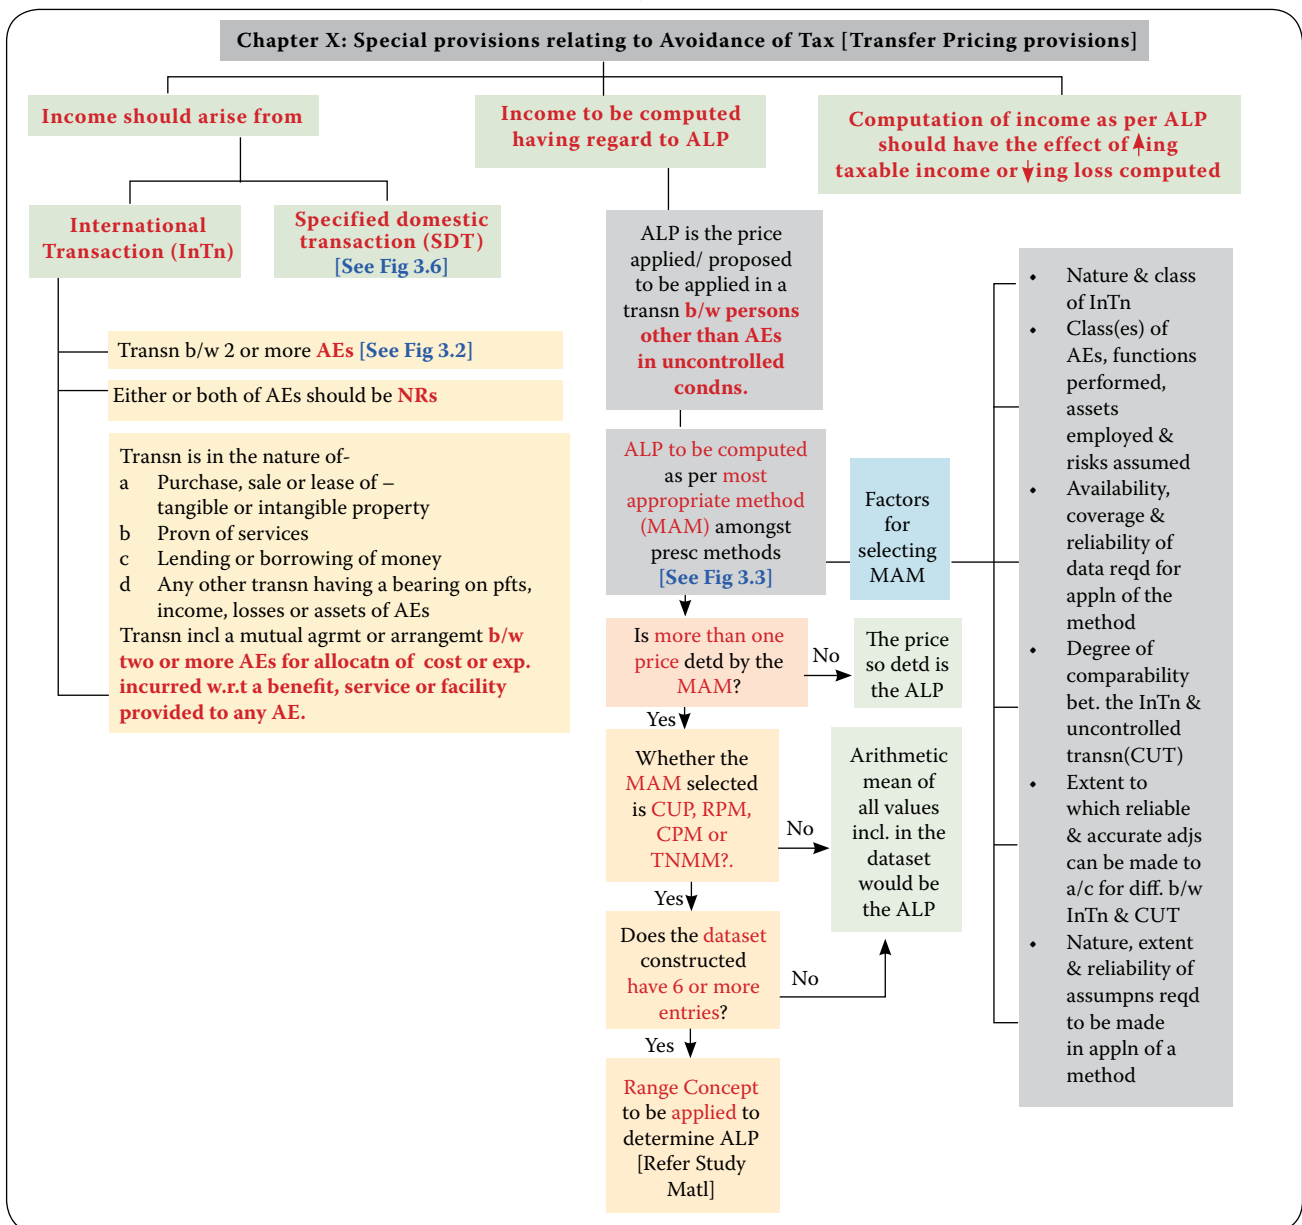 Chapter X: Special provisions relating to Avoidance of Tax [Transfer Pricing provisions]
Income should arise from
Income to be computed
having regard to ALP
Computation of income as per ALP
should have the effect of ↑ing
taxable income or ↓ing loss computed
International
Transaction (InTn)
Specified domestic
transaction (SDT)
[See Fig 3.6]
Transn b/w 2 or more AEs [See Fig 3.2]
Either or both of AEs should be NRs
Transn is in the nature of-
a Purchase, sale or lease of –
tangible or intangible property
b Provn of services
c Lending or borrowing of money
d Any other transn having a bearing on pfts,
income, losses or assets of AEs
Transn incl a mutual agrmt or arrangemt b/w
two or more AEs for allocatn of cost or exp.
incurred w.r.t a benefit, service or facility
provided to any AE.
ALP is the price
applied/ proposed
to be applied in a
transn b/w persons
other than AEs
in uncontrolled
condns.
ALP to be computed
as per most
appropriate method
(MAM) amongst
presc methods
[See Fig 3.3]
Factors
for
selecting
MAM
• Nature & class
of InTn
• Class(es) of
AEs, functions
performed,
assets
employed &
risks assumed
• Availability,
coverage &
reliability of
data reqd for
appln of the
method
• Degree of
comparability
bet. the InTn &
uncontrolled
transn(CUT)
• Extent to
which reliable
& accurate adjs
can be made to
a/c for diff. b/w
InTn & CUT
• Nature, extent
& reliability of
assumpns reqd
to be made
in appln of a
method
Is more than one
price detd by the
MAM?
No
The price
so detd is
the ALP
Yes
Whether the
MAM selected
is CUP, RPM,
CPM or
TNMM?.
No
Arithmetic
mean of
all values
incl. in the
dataset
would be
the ALP
Yes
Does the dataset
constructed
have 6 or more
entries?
No
Yes
Range Concept
to be applied to
determine ALP
[Refer Study
Matl]